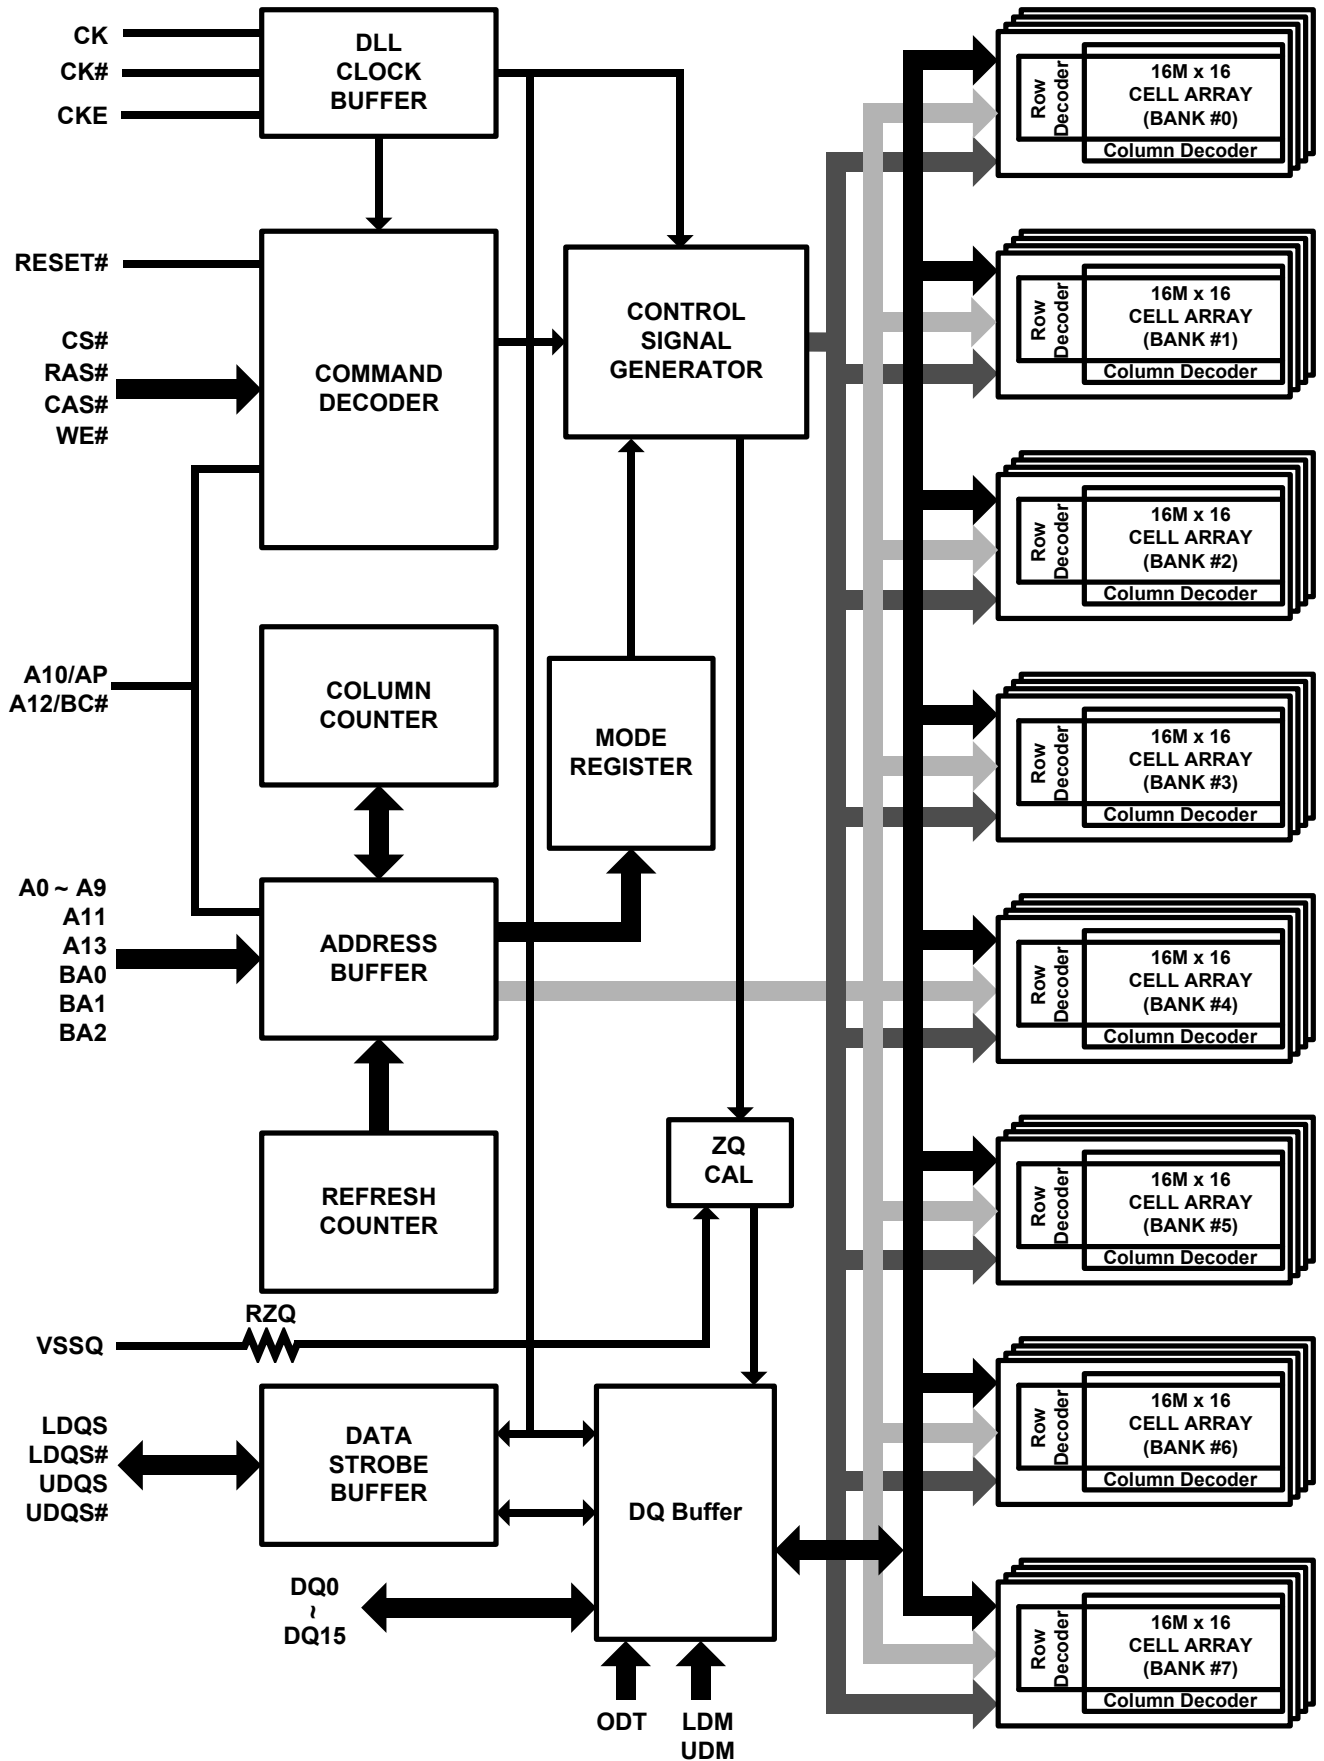 CK
CK#
CKE
DLL
CLOCK
BUFFER
RESET#
CS#
RAS#
CAS#
WE#
COMMAND
DECODER
CONTROL
SIGNAL
GENERATOR
A10/AP
A12/BC#
COLUMN
COUNTER
MODE
REGISTER
A0 ~ A9
A11
A13
BA0
BA1
BA2
ADDRESS
BUFFER
REFRESH
COUNTER
ZQ
CAL
RZQ
VSSQ
LDQS
LDQS#
UDQS
UDQS#
DATA
STROBE
BUFFER
DQ Buffer
DQ0
~
DQ15
ODT
LDM
UDM
Row
Decoder
16M x 16
CELL ARRAY
(BANK #0)
Column Decoder
Row
Decoder
16M x 16
CELL ARRAY
(BANK #1)
Column Decoder
Row
Decoder
16M x 16
CELL ARRAY
(BANK #2)
Column Decoder
Row
Decoder
16M x 16
CELL ARRAY
(BANK #3)
Column Decoder
Row
Decoder
16M x 16
CELL ARRAY
(BANK #4)
Column Decoder
Row
Decoder
16M x 16
CELL ARRAY
(BANK #5)
Column Decoder
Row
Decoder
16M x 16
CELL ARRAY
(BANK #6)
Column Decoder
Row
Decoder
16M x 16
CELL ARRAY
(BANK #7)
Column Decoder